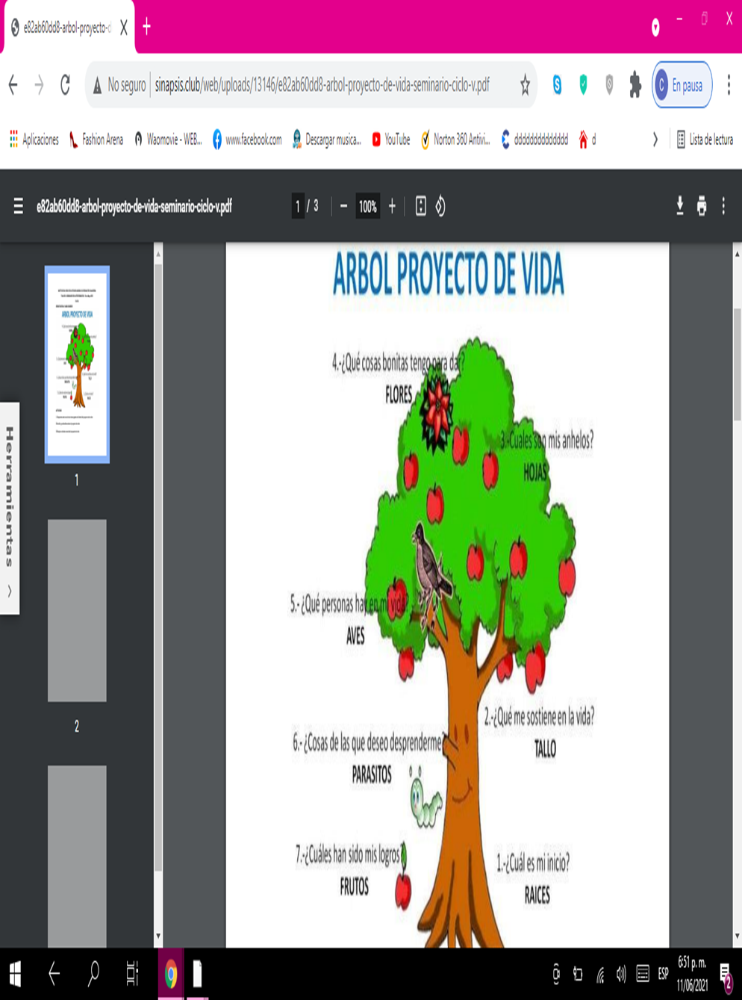 e82ab60dd8-arbol-proyecto-d
No seguro
sinapsis.club/web/uploads/13146/e82ab60dd8-arbol-proyecto-de-vida-seminario-ciclo-v.pdf
C En pausa
Aplicaciones
Fashion Arena
Waomovie - WEB...
www.facebook.com
Descargar musica...
YouTube
Norton 360 Antivi...
dddddddddddddd
d
Lista de lectura
e82ab60dd8-arbol-proyecto-de-vida-seminario-ciclo-v.pdf
1 / 3
100%
ARBOL PROYECTO DE VIDA
4.-¿Qué cosas bonitas tengo para dar?
FLORES
3.-Cuales son mis anhelos?
HOJAS
5.- ¿Qué personas hay en mi vida?
AVES
2.-¿Qué me sostiene en la vida?
TALLO
6.- ¿Cosas de las que deseo desprenderme?
PARASITOS
7.-¿Cuáles han sido mis logros?
FRUTOS
1.-¿Cuál es mi inicio?
RAICES
1
2
Herramientas
ESP
6:51 p. m.
11/06/2021
2